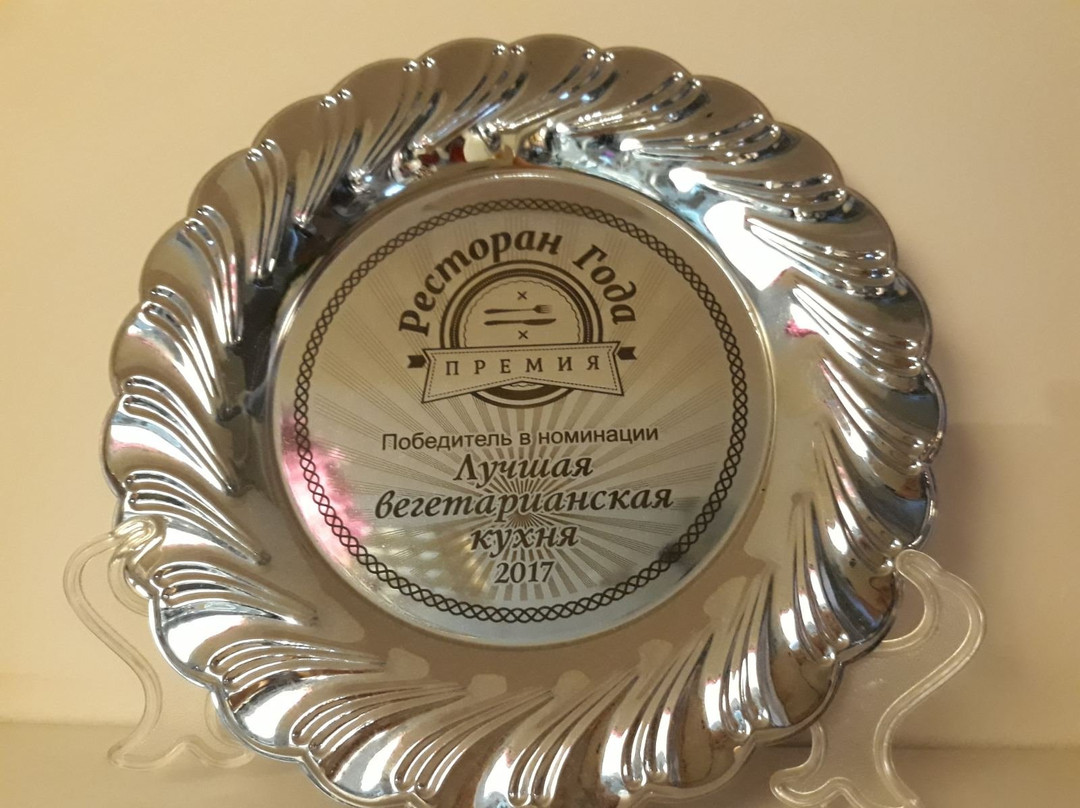 Ресторан Года
ПРЕМИЯ
Победитель в номинации
Лучшая
вегетарианская
кухня
2017